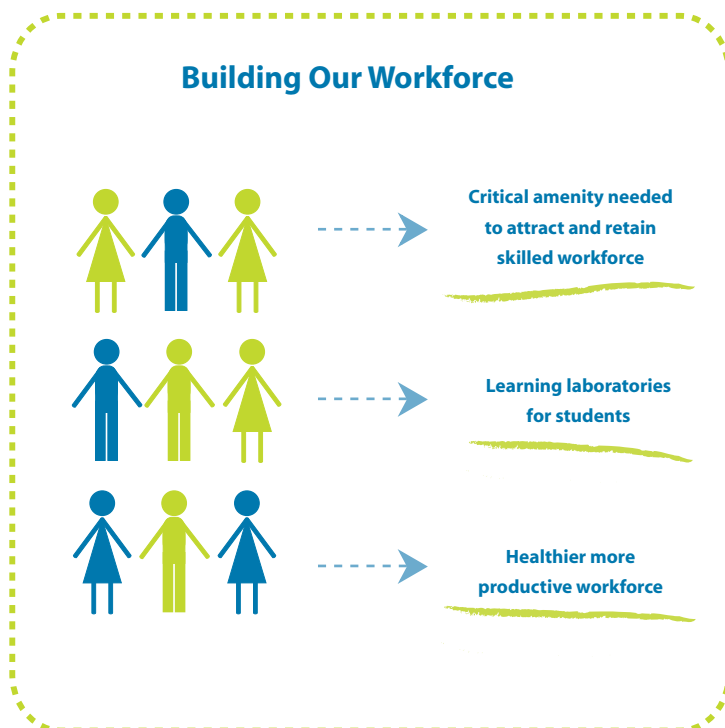 Building Our Workforce
Critical amenity needed
to attract and retain
skilled workforce
Learning laboratories
for students
Healthier more
productive workforce